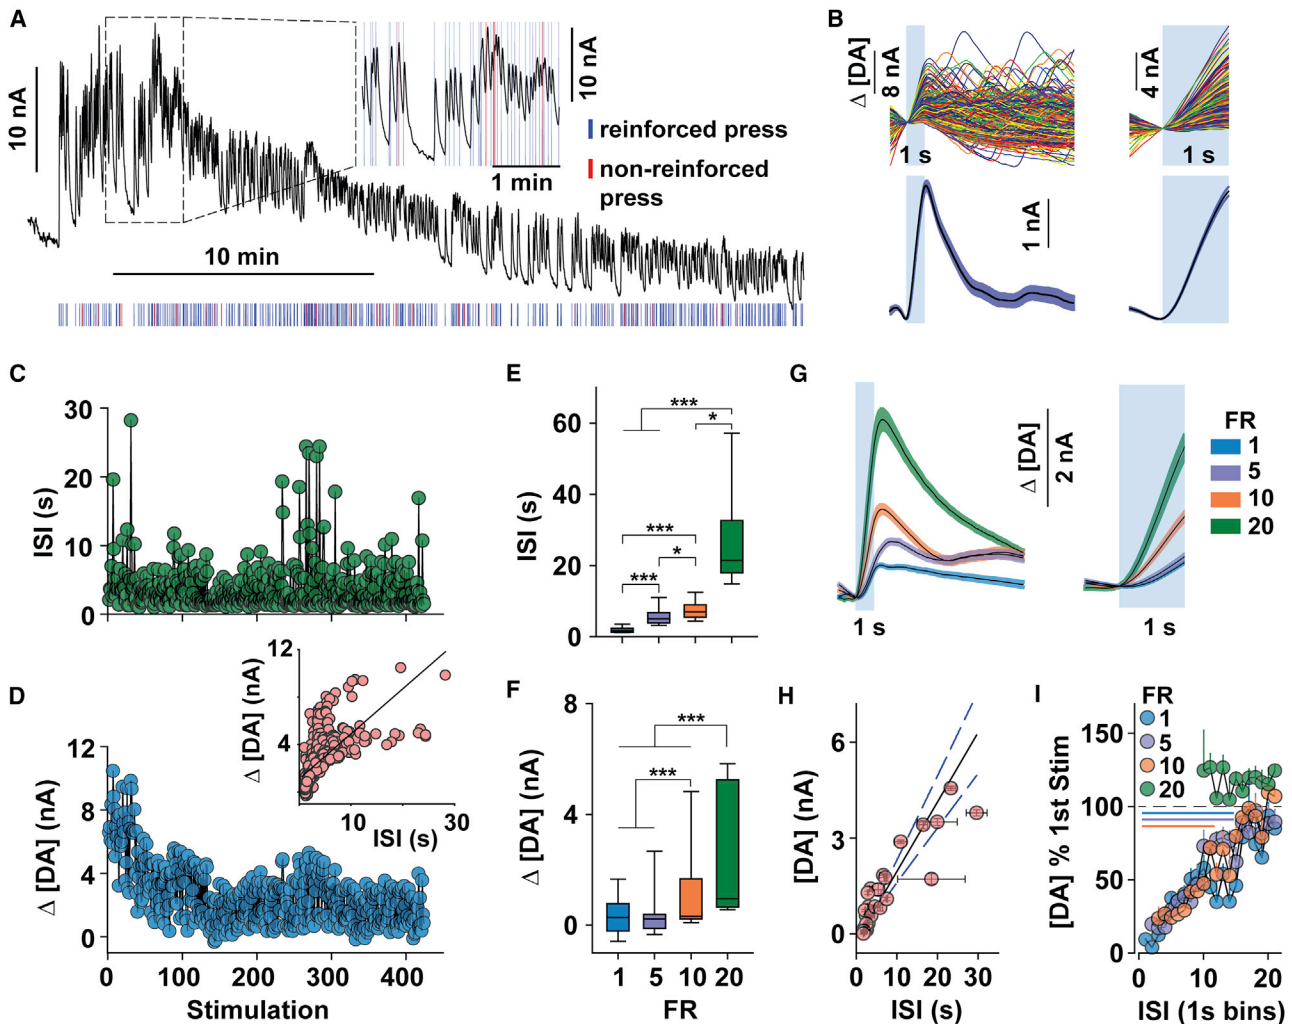 A
10 nA
10 nA
1 min
reinforced press
non-reinforced
press
10 min
B
Δ [DA]
8 nA
1 s
4 nA
1 s
1 nA
C
ISI (s)
30
20
10
0
D
Δ [DA] (nA)
12
8
4
0
0
100
200
300
400
Stimulation
Δ [DA] (nA)
12
4
10
30
ISI (s)
E
ISI (s)
60
40
20
0
***
*
***
*
***
F
Δ [DA] (nA)
8
4
0
***
***
1
5
10
20
FR
G
Δ [DA]
2 nA
1 s
1 s
FR
1
5
10
20
H
[DA] (nA)
6
3
0
0
10
20
30
ISI (s)
I
FR
1
5
10
20
[DA] % 1st Stim
150
100
50
0
0
10
20
ISI (1s bins)